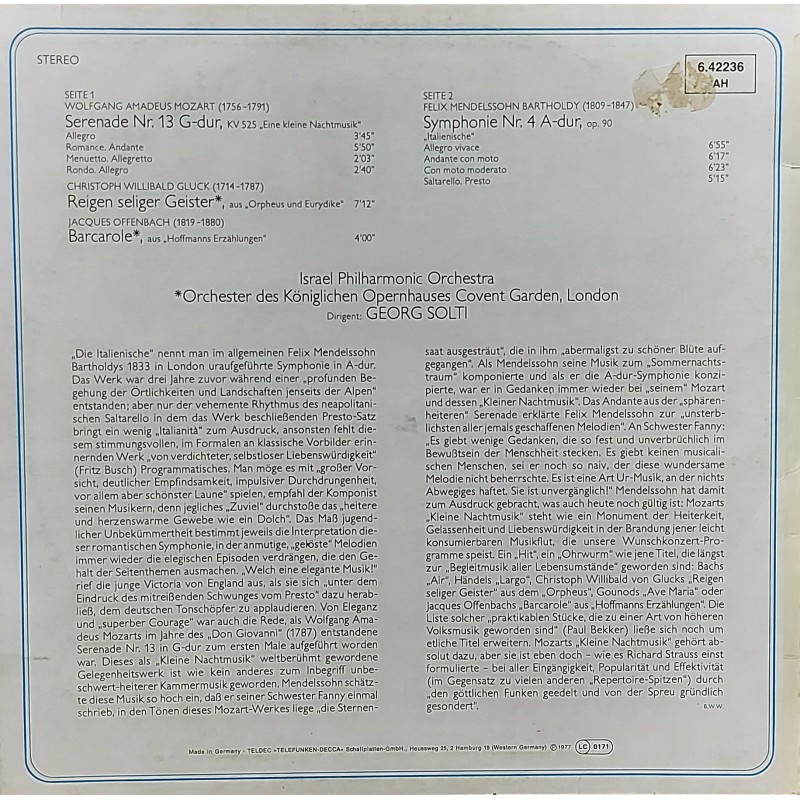 STEREO
6.42236
AH
SEITE 1
WOLFGANG AMADEUS MOZART (1756-1791)
Serenade Nr. 13 G-dur, KV 525 „Eine kleine Nachtmusik"
Allegro 3'45"
Romance. Andante 5'50"
Menuetto. Allegretto 2'03"
Rondo. Allegro 2'40"
CHRISTOPH WILLIBALD GLUCK (1714-1787)
Reigen seliger Geister*, aus „Orpheus und Eurydike" 7'12"
JACQUES OFFENBACH (1819-1880)
Barcarole*, aus „Hoffmanns Erzählungen" 4'00"
SEITE 2
FELIX MENDELSSOHN BARTHOLDY (1809-1847)
Symphonie Nr. 4 A-dur, op. 90
„Italienische"
Allegro vivace 6'55"
Andante con moto 6'17"
Con moto moderato 6'23"
Saltarello. Presto 5'15"
Israel Philharmonic Orchestra
*Orchester des Königlichen Opernhauses Covent Garden, London
Dirigent: GEORG SOLTI
„Die Italienische" nennt man im allgemeinen Felix Mendelssohn
Bartholdys 1833 in London uraufgeführte Symphonie in A-dur.
Das Werk war drei Jahre zuvor während einer „profunden Be-
gehung der Örtlichkeiten und Landschaften jenseits der Alpen"
entstanden; aber nur der vehemente Rhythmus des neapolitani-
schen Saltarello in dem das Werk beschließenden Presto-Satz
bringt ein wenig „Italianità" zum Ausdruck, ansonsten fehlt die-
sem stimmungsvollen, im Formalen an klassische Vorbilder erin-
nernden Werk „von verdichteter, selbstloser Liebenswürdigkeit"
(Fritz Busch) Programmatisches. Man möge es mit „großer Vor-
sicht, deutlicher Empfindsamkeit, impulsiver Durchdrungenheit,
vor allem aber schönster Laune" spielen, empfahl der Komponist
seinen Musikern, denn jegliches „Zuviel" durchstoße das „heitere
und herzenswarme Gewebe wie ein Dolch". Das Maß jugend-
licher Unbekümmertheit bestimmt jeweils die Interpretation die-
ser romantischen Symphonie, in der anmutige, „gelöste" Melodien
immer wieder die elegischen Episoden verdrängen, die den Ge-
halt der Seitenthemen ausmachen. „Welch eine elegante Musik!"
rief die junge Victoria von England aus, als sie sich „unter dem
Eindruck des mitreißenden Schwunges vom Presto" dazu herab-
ließ, dem deutschen Tonschöpfer zu applaudieren. Von Eleganz
und „superber Courage" war auch die Rede, als Wolfgang Ama-
deus Mozarts im Jahre des „Don Giovanni" (1787) entstandene
Serenade Nr. 13 in G-dur zum ersten Male aufgeführt worden
war. Dieses als „Kleine Nachtmusik" weltberühmt gewordene
Gelegenheitswerk ist wie kein anderes zum Inbegriff unbe-
schwert-heiterer Kammermusik geworden. Mendelssohn schätz-
te diese Musik so hoch ein, daß er seiner Schwester Fanny einmal
schrieb, in den Tönen dieses Mozart-Werkes liege „die Sternen-
saat ausgesträut", die in ihm „abermaligst zu schöner Blüte auf-
gegangen". Als Mendelssohn seine Musik zum „Sommernachts-
traum" komponierte und als er die A-dur-Symphonie konzi-
pierte, war er in Gedanken immer wieder bei „seinem" Mozart
und dessen „Kleiner Nachtmusik". Das Andante aus der „sphären-
heiteren" Serenade erklärte Felix Mendelssohn zur „unsterb-
lichsten aller jemals geschaffenen Melodien". An Schwester Fanny:
„Es giebt wenige Gedanken, die so fest und unverbrüchlich im
Bewußtsein der Menschheit stecken. Es giebt keinen musicali-
schen Menschen, sei er noch so naiv, der diese wundersame
Melodie nicht beherrschte. Es ist eine Art Ur-Musik, an der nichts
Abwegiges haftet. Sie ist unvergänglich!" Mendelssohn hat damit
zum Ausdruck gebracht, was auch heute noch gültig ist: Mozarts
„Kleine Nachtmusik" steht wie ein Monument der Heiterkeit,
Gelassenheit und Liebenswürdigkeit in der Brandung jener leicht
konsumierbaren Musikflut, die unsere Wunschkonzert-Pro-
gramme speist. Ein „Hit", ein „Ohrwurm" wie jene Titel, die längst
zur „Begleitmusik aller Lebensumstände" geworden sind: Bachs
„Air", Händels „Largo", Christoph Willibald von Glucks „Reigen
seliger Geister" aus dem „Orpheus", Gounods „Ave Maria" oder
Jacques Offenbachs „Barcarole" aus „Hoffmanns Erzählungen". Die
Liste solcher „praktikablen Stücke, die zu einer Art von höheren
Volksmusik geworden sind" (Paul Bekker) ließe sich noch um
etliche Titel erweitern. Mozarts „Kleine Nachtmusik" gehört ab-
solut dazu, aber sie ist eben doch – wie es Richard Strauss einst
formulierte – bei aller Eingängigkeit, Popularität und Effektivität
(im Gegensatz zu vielen anderen „Repertoire-Spitzen") durch
„den göttlichen Funken geedelt und von der Spreu gründlich
gesondert".
B.W.W.
Made in Germany - TELDEC »TELEFUNKEN-DECCA« Schallplatten-GmbH., Heussweg 25, 2 Hamburg 19 (Western Germany) Ⓟ 1977 LC 0171